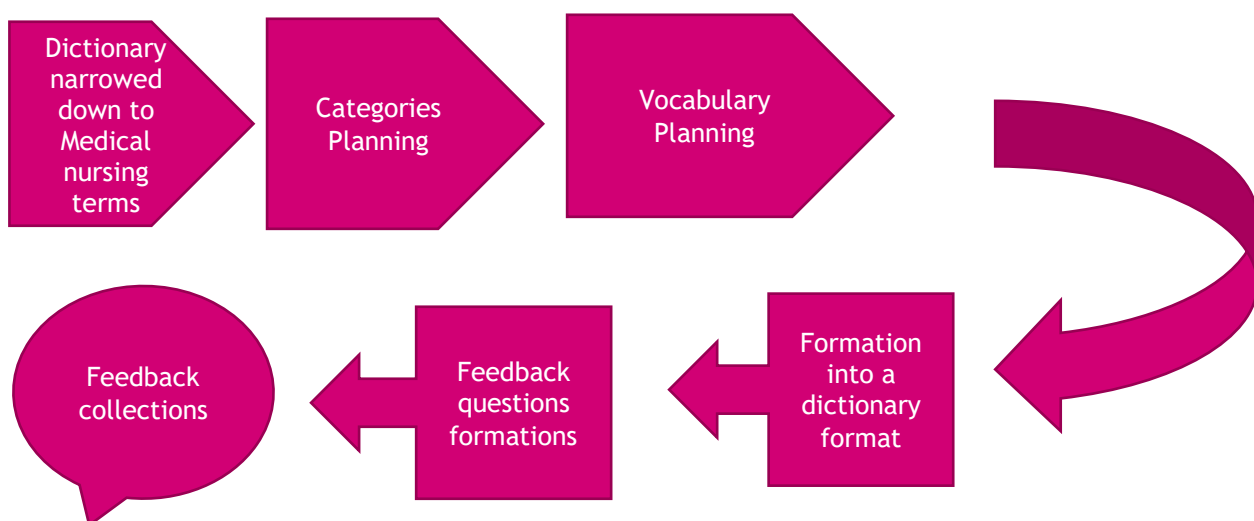 Dictionary
narrowed
down to
Medical
nursing
terms
Categories
Planning
Vocabulary
Planning
Formation
into a
dictionary
format
Feedback
questions
formations
Feedback
collections